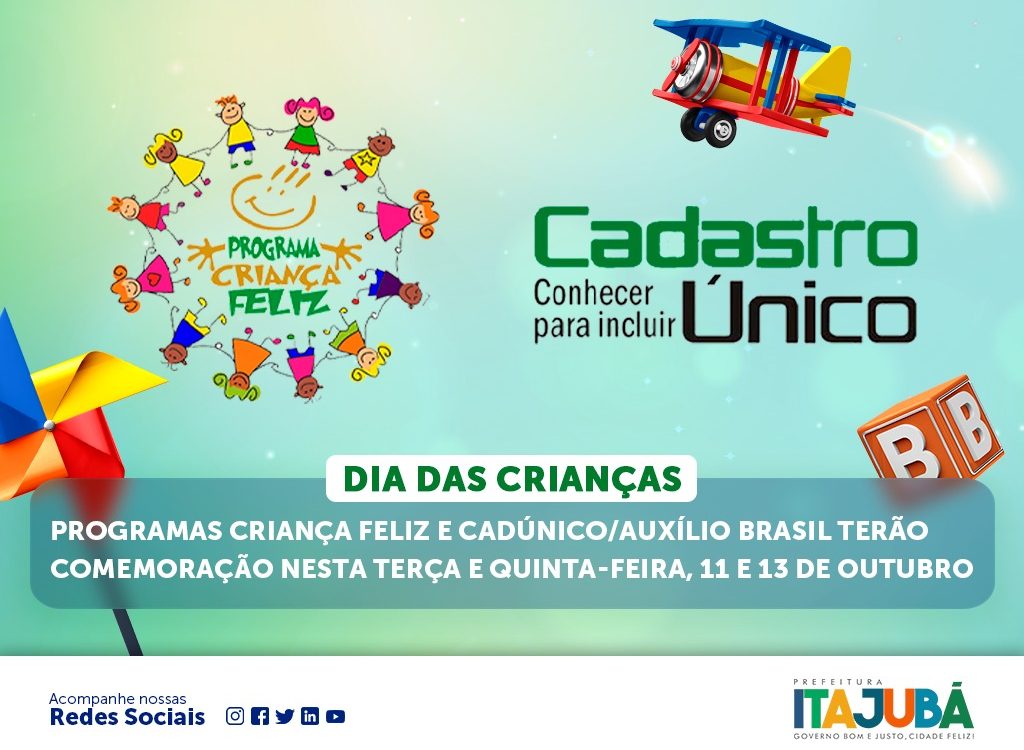 PROGRAMA
CRIANÇA
FELIZ
Cadastro
Conhecer
para incluir Único
B B
DIA DAS CRIANÇAS
PROGRAMAS CRIANÇA FELIZ E CADÚNICO/AUXÍLIO BRASIL TERÃO
COMEMORAÇÃO NESTA TERÇA E QUINTA-FEIRA, 11 E 13 DE OUTUBRO
Acompanhe nossas
Redes Sociais
PREFEITURA
ITAJUBÁ
GOVERNO BOM E JUSTO, CIDADE FELIZ!